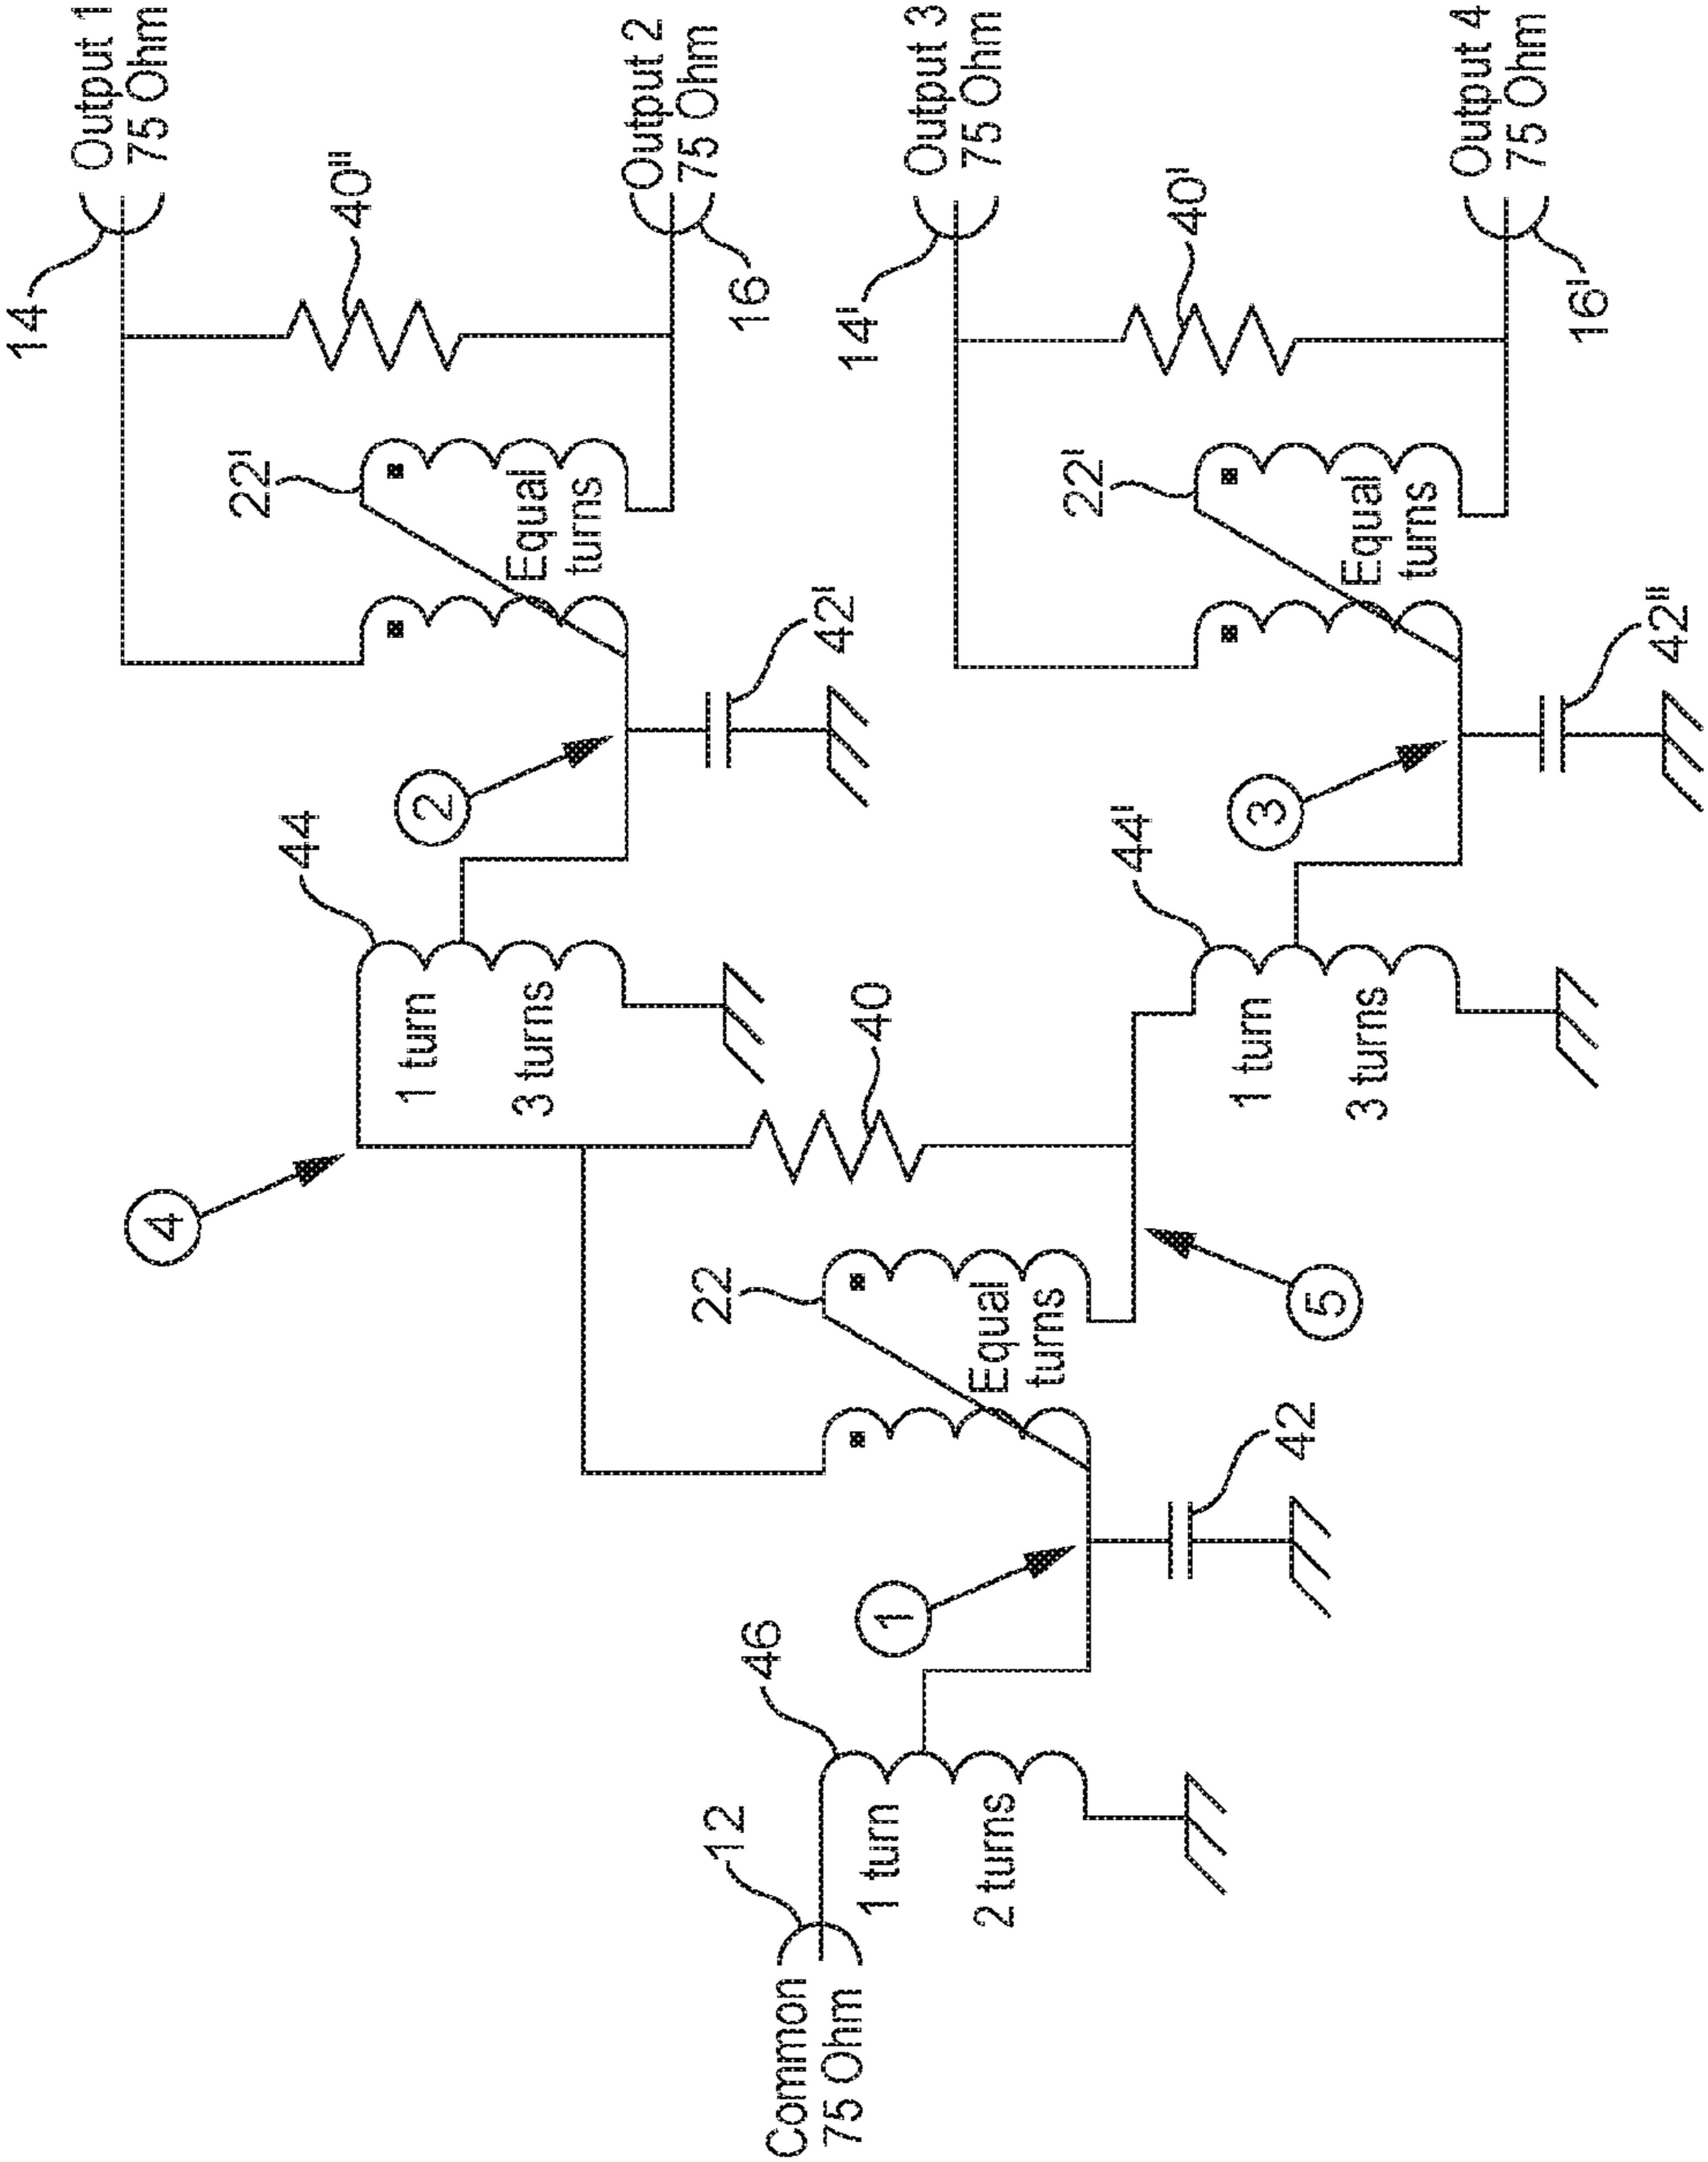 Output 1
75 Ohm
14
40"
Output 2
75 Ohm
16
22'
Equal
turns
42'
2
44
1 turn
3 turns
4
40
22
Equal
turns
5
1
42
46
12
1 turn
2 turns
Common
75 Ohm
Output 3
75 Ohm
14'
40'
Output 4
75 Ohm
16'
22'
Equal
turns
42"
3
44'
1 turn
3 turns